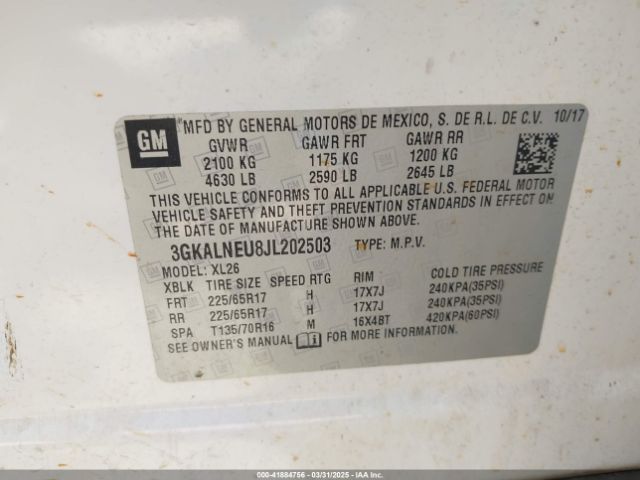 GM
"MFD BY GENERAL MOTORS DE MEXICO, S. DE R.L. DE C.V. 10/17
GVWR GAWR FRT GAWR RR
2100 KG 1175 KG 1200 KG
4630 LB 2590 LB 2645 LB
THIS VEHICLE CONFORMS TO ALL APPLICABLE U.S. FEDERAL MOTOR
VEHICLE SAFETY AND THEFT PREVENTION STANDARDS IN EFFECT ON
THE DATE OF MANUFACTURE SHOWN ABOVE.
3GKALNEU8JL202503 TYPE: M.P.V.
MODEL: XL26
XBLK TIRE SIZE SPEED RTG RIM COLD TIRE PRESSURE
FRT 225/65R17 H 17X7J 240KPA(35PSI)
RR 225/65R17 H 17X7J 240KPA(35PSI)
SPA T135/70R16 M 16X4BT 420KPA(60PSI)
SEE OWNER'S MANUAL FOR MORE INFORMATION.
000-41884756 - 03/31/2025 - IAAI.com